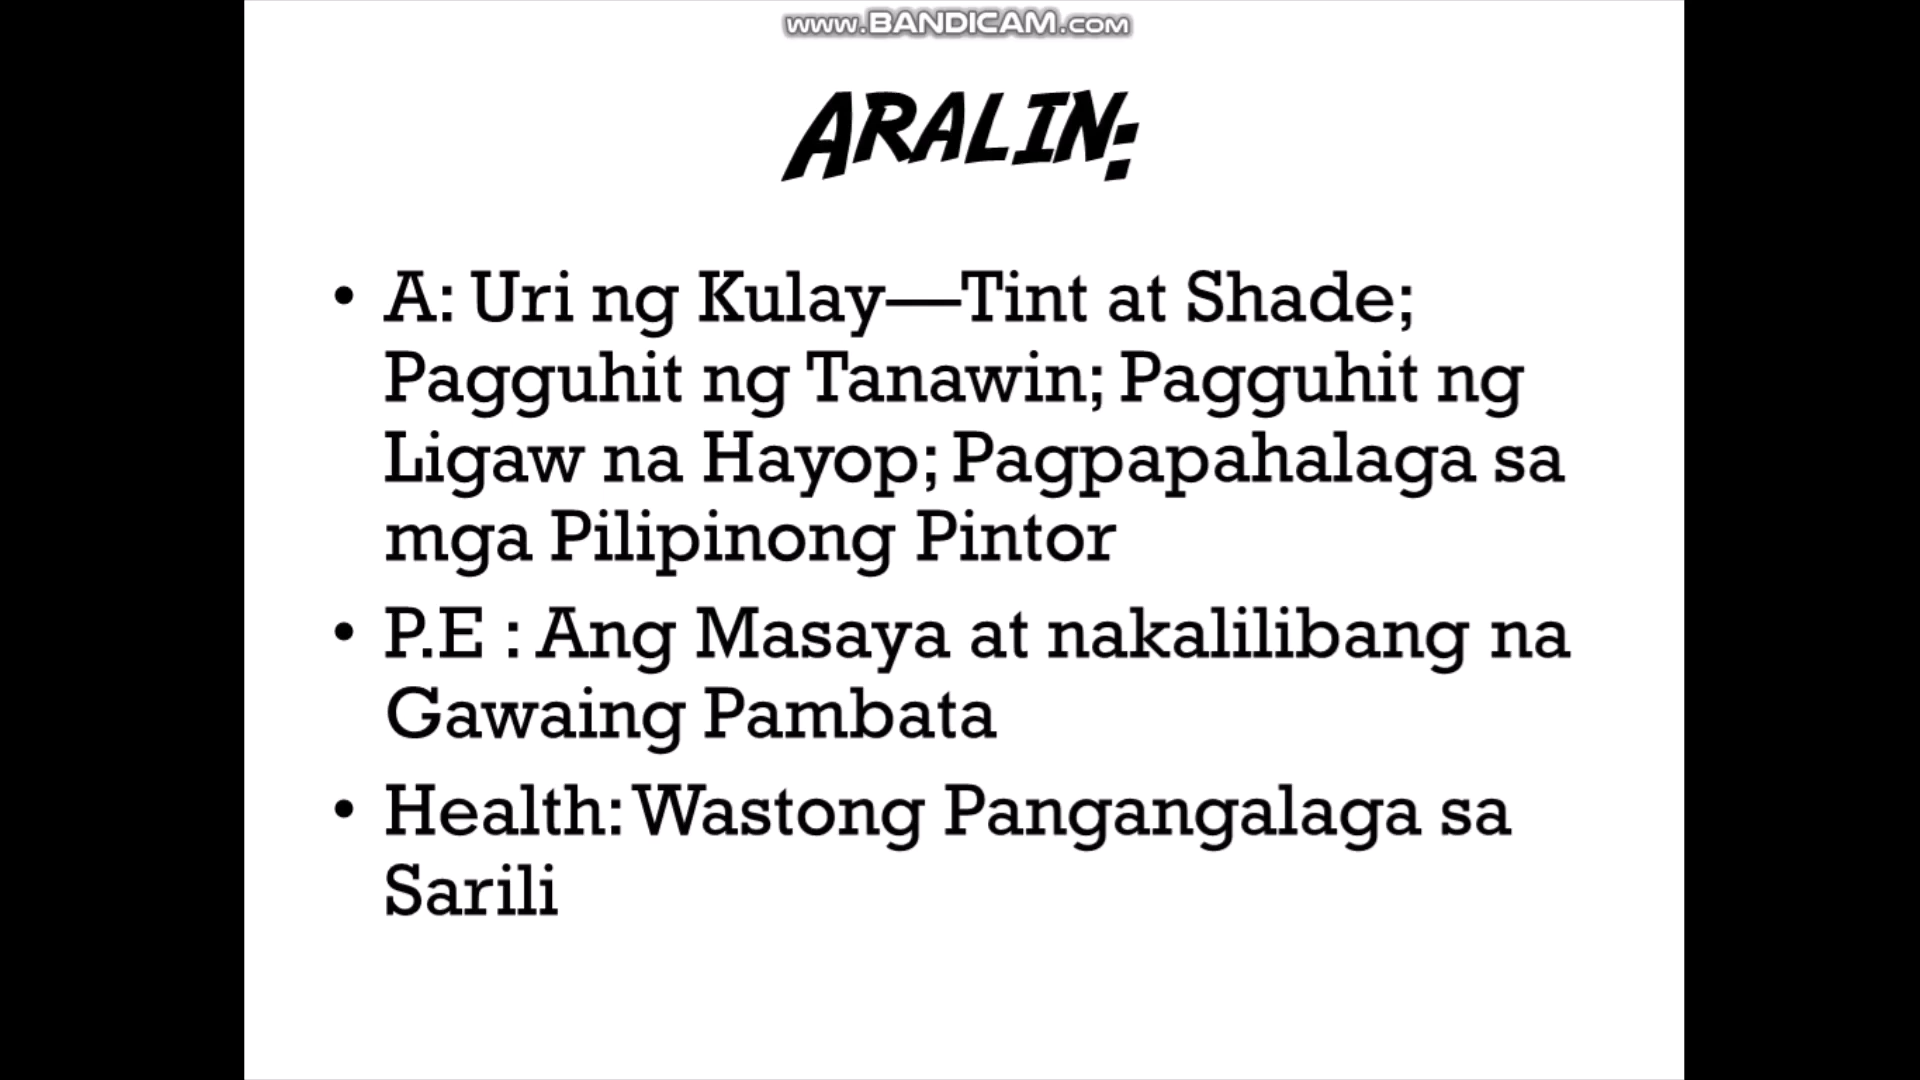 www.BANDICAM.com
ARALIN:
• A: Uri ng Kulay—Tint at Shade;
Pagguhit ng Tanawin; Pagguhit ng
Ligaw na Hayop; Pagpapahalaga sa
mga Pilipinong Pintor
• P.E : Ang Masaya at nakalilibang na
Gawaing Pambata
• Health: Wastong Pangangalaga sa
Sarili